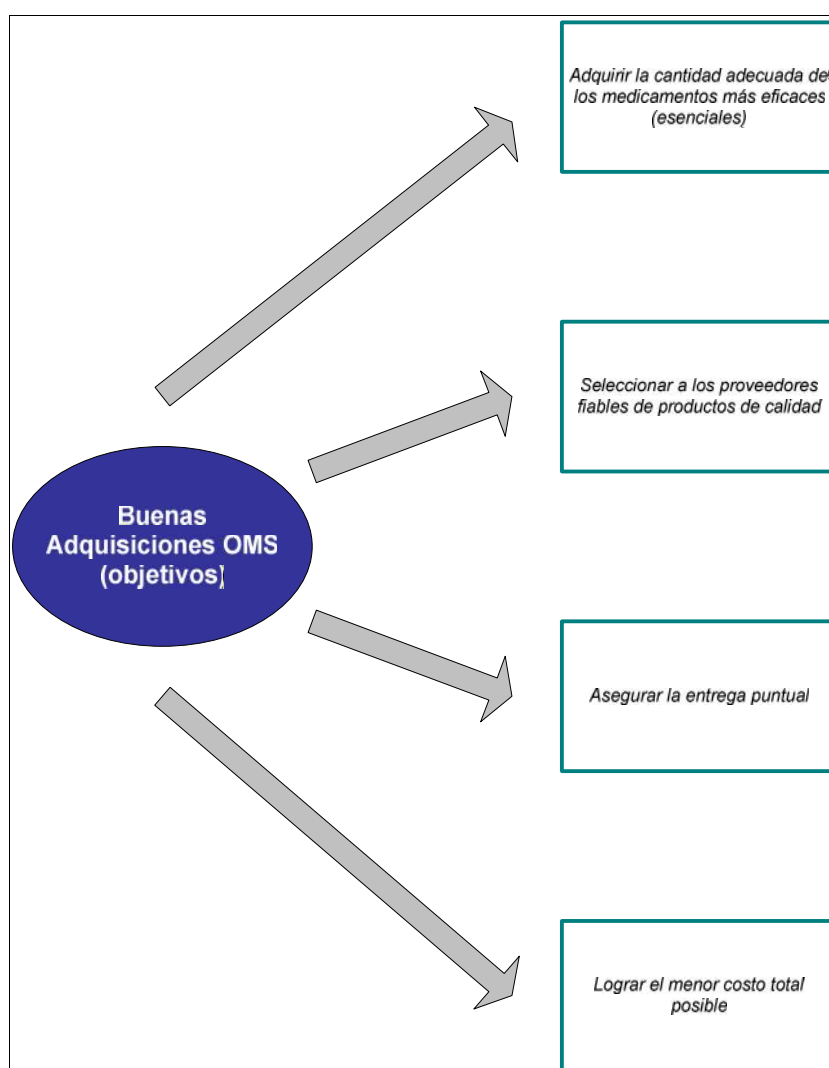 Adquirir la cantidad adecuada de
los medicamentos más eficaces
(esenciales)
Seleccionar a los proveedores
fiables de productos de calidad
Buenas
Adquisiciones OMS
(objetivos)
Asegurar la entrega puntual
Lograr el menor costo total
posible